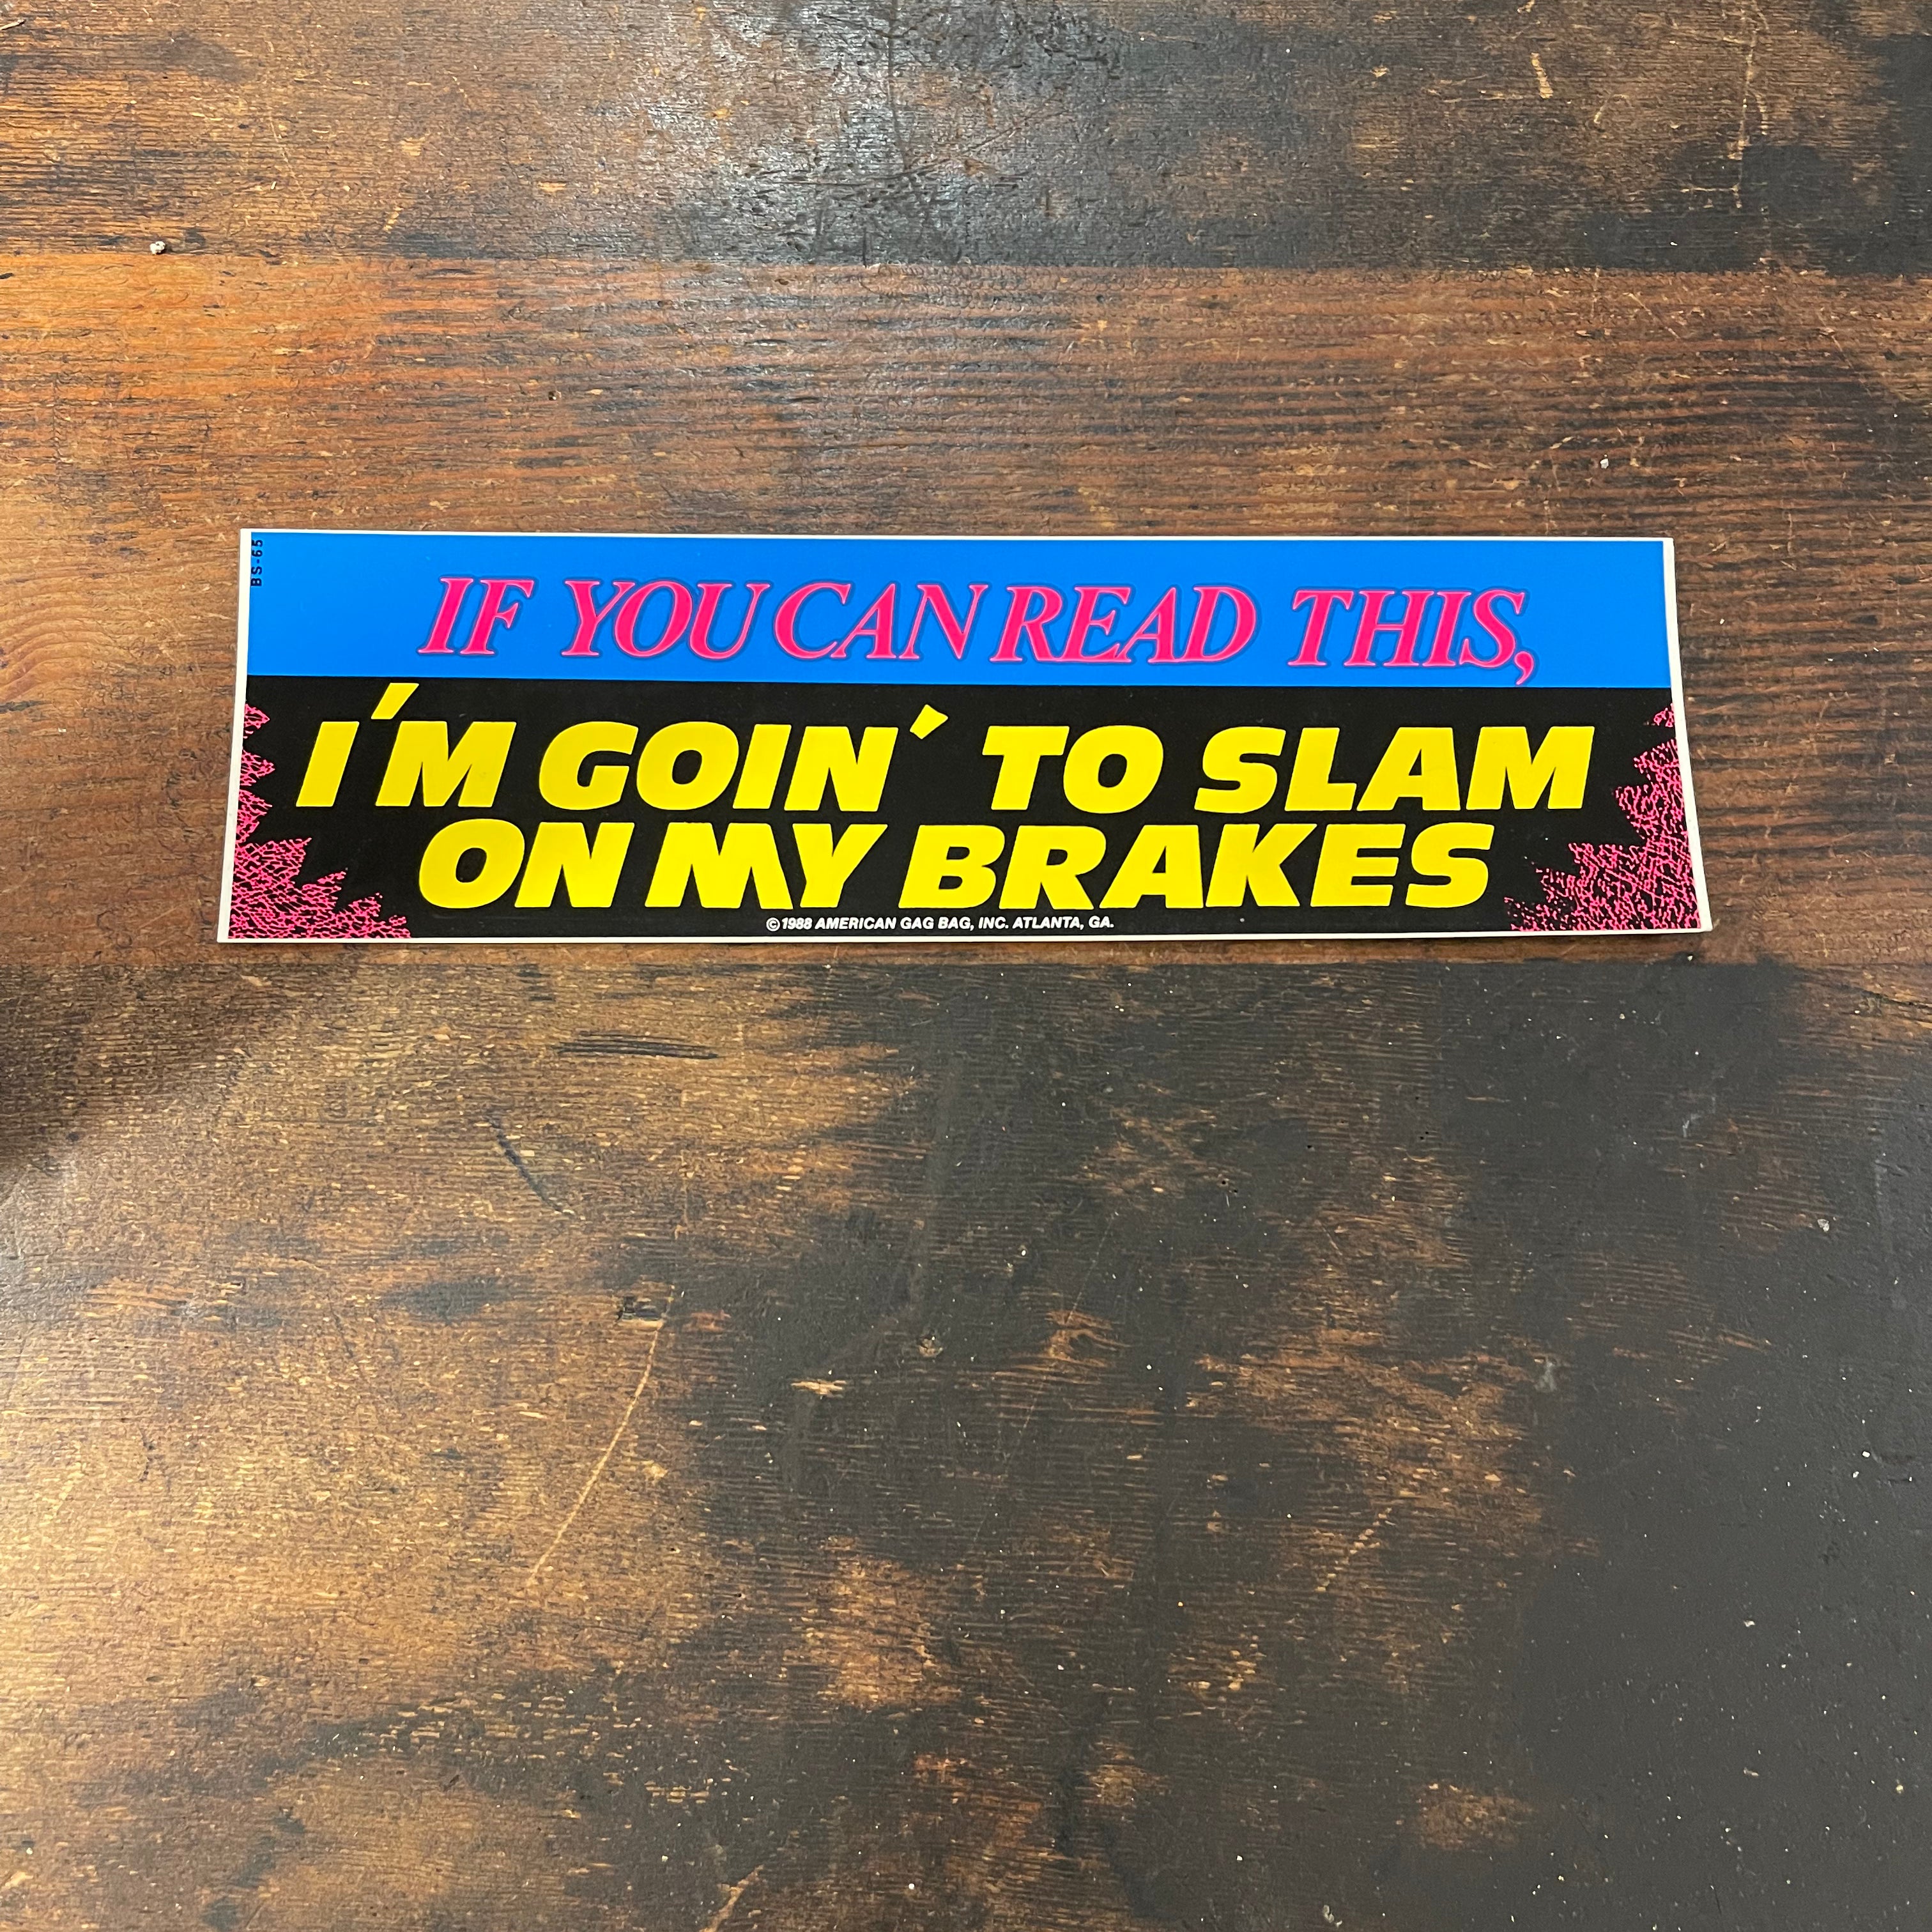 BS-65
IF YOU CAN READ THIS,
I'M GOIN' TO SLAM
ON MY BRAKES
©1988 AMERICAN GAG BAG, INC. ATLANTA, GA.